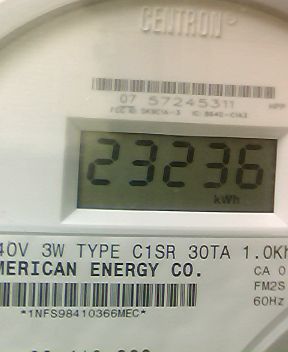 CENTRON
07 57245311
23236
kWh
40V 3W TYPE C1SR 30TA 1.0Kh
MERICAN ENERGY CO.
CA 0
FM2S
60Hz
*1NFS98410366MEC*